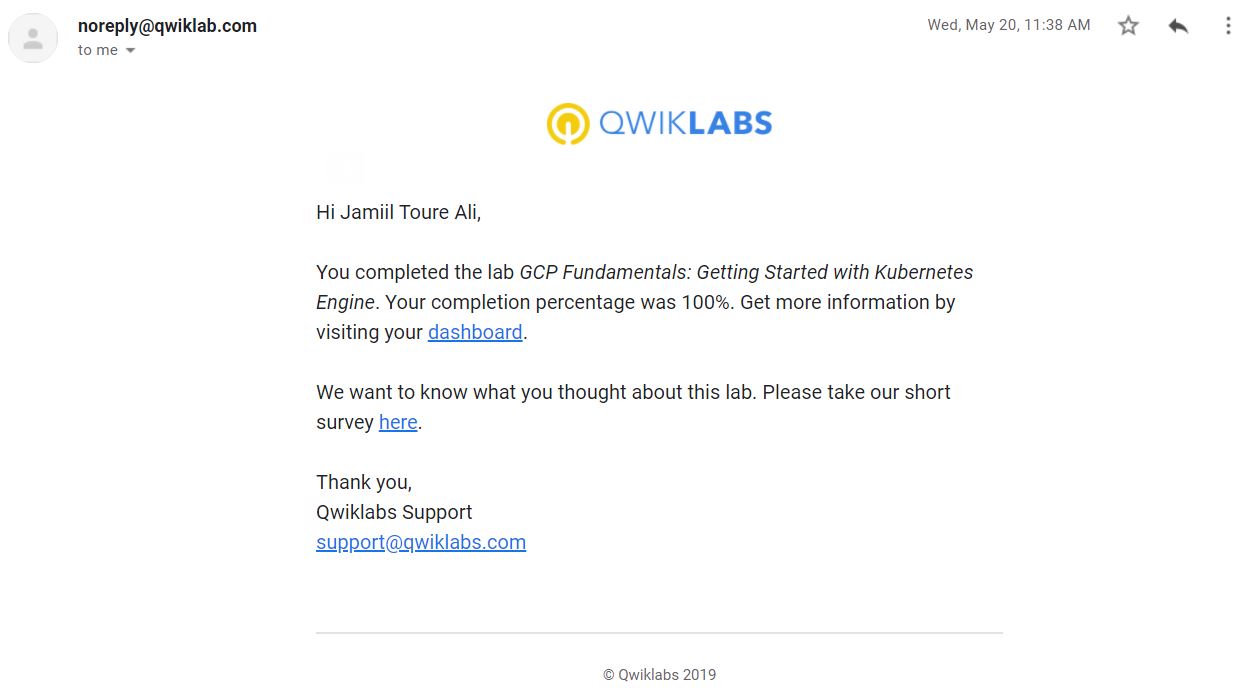 noreply@qwiklab.com
Wed, May 20, 11:38 AM
to me
QWIKLABS
Hi Jamiil Toure Ali,
You completed the lab GCP Fundamentals: Getting Started with Kubernetes
Engine. Your completion percentage was 100%. Get more information by
visiting your dashboard.
We want to know what you thought about this lab. Please take our short
survey here.
Thank you,
Qwiklabs Support
support@qwiklabs.com
© Qwiklabs 2019